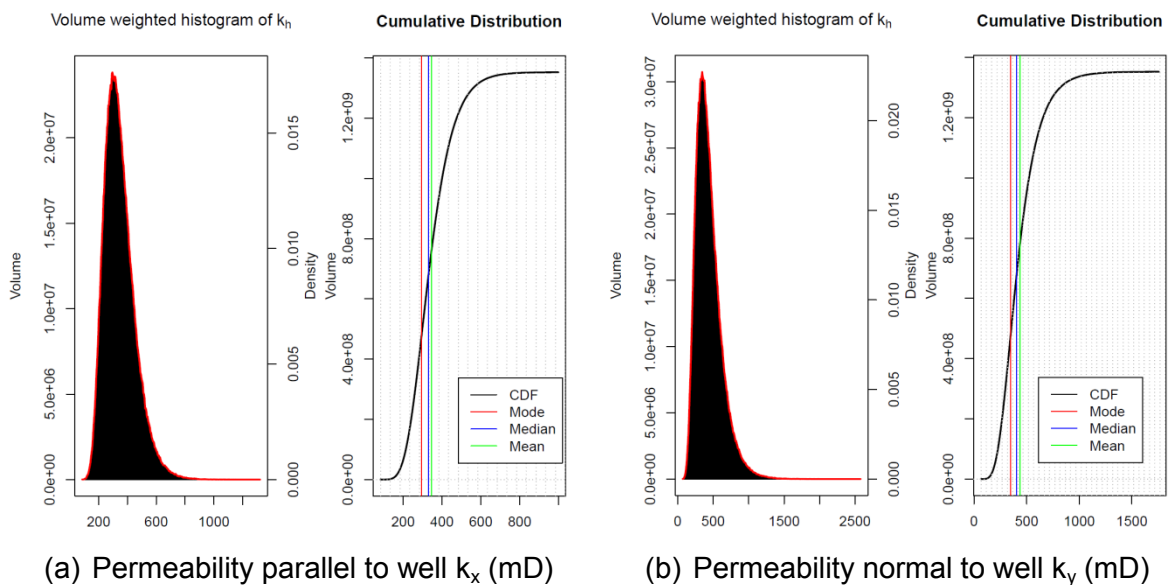 Volume weighted histogram of kh
Cumulative Distribution
Volume
0.0e+00
5.0e+06
1.0e+07
1.5e+07
2.0e+07
200
600
1000
0.000
0.005
0.010
0.015
Density
Volume
0.0e+00
4.0e+08
8.0e+08
1.2e+09
200
400
600
800
CDF
Mode
Median
Mean
(a) Permeability parallel to well kx (mD)
Volume weighted histogram of kh
Cumulative Distribution
Volume
0.0e+00
5.0e+06
1.0e+07
1.5e+07
2.0e+07
2.5e+07
3.0e+07
0
500
1500
2500
0.000
0.005
0.010
0.015
0.020
Density
Volume
0.0e+00
4.0e+08
8.0e+08
1.2e+09
0
500
1000
1500
CDF
Mode
Median
Mean
(b) Permeability normal to well ky (mD)